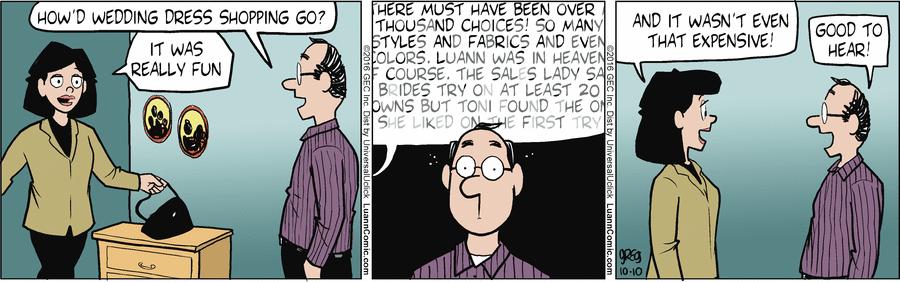 HOW'D WEDDING DRESS SHOPPING GO?
IT WAS
REALLY FUN
©2016 GEC Inc. Dist by UniversalUclick LuannComic.com
HERE MUST HAVE BEEN OVER
THOUSAND CHOICES! SO MANY
STYLES AND FABRICS AND EVEN
OLORS. LUANN WAS IN HEAVEN
F COURSE. THE SALES LADY SA
BRIDES TRY ON AT LEAST 20
OWNS BUT TONI FOUND THE ON
SHE LIKED ON THE FIRST TRY
©2016 GEC Inc. Dist by UniversalUclick LuannComic.com
AND IT WASN'T EVEN
THAT EXPENSIVE!
GOOD TO
HEAR!
GREG
10-10